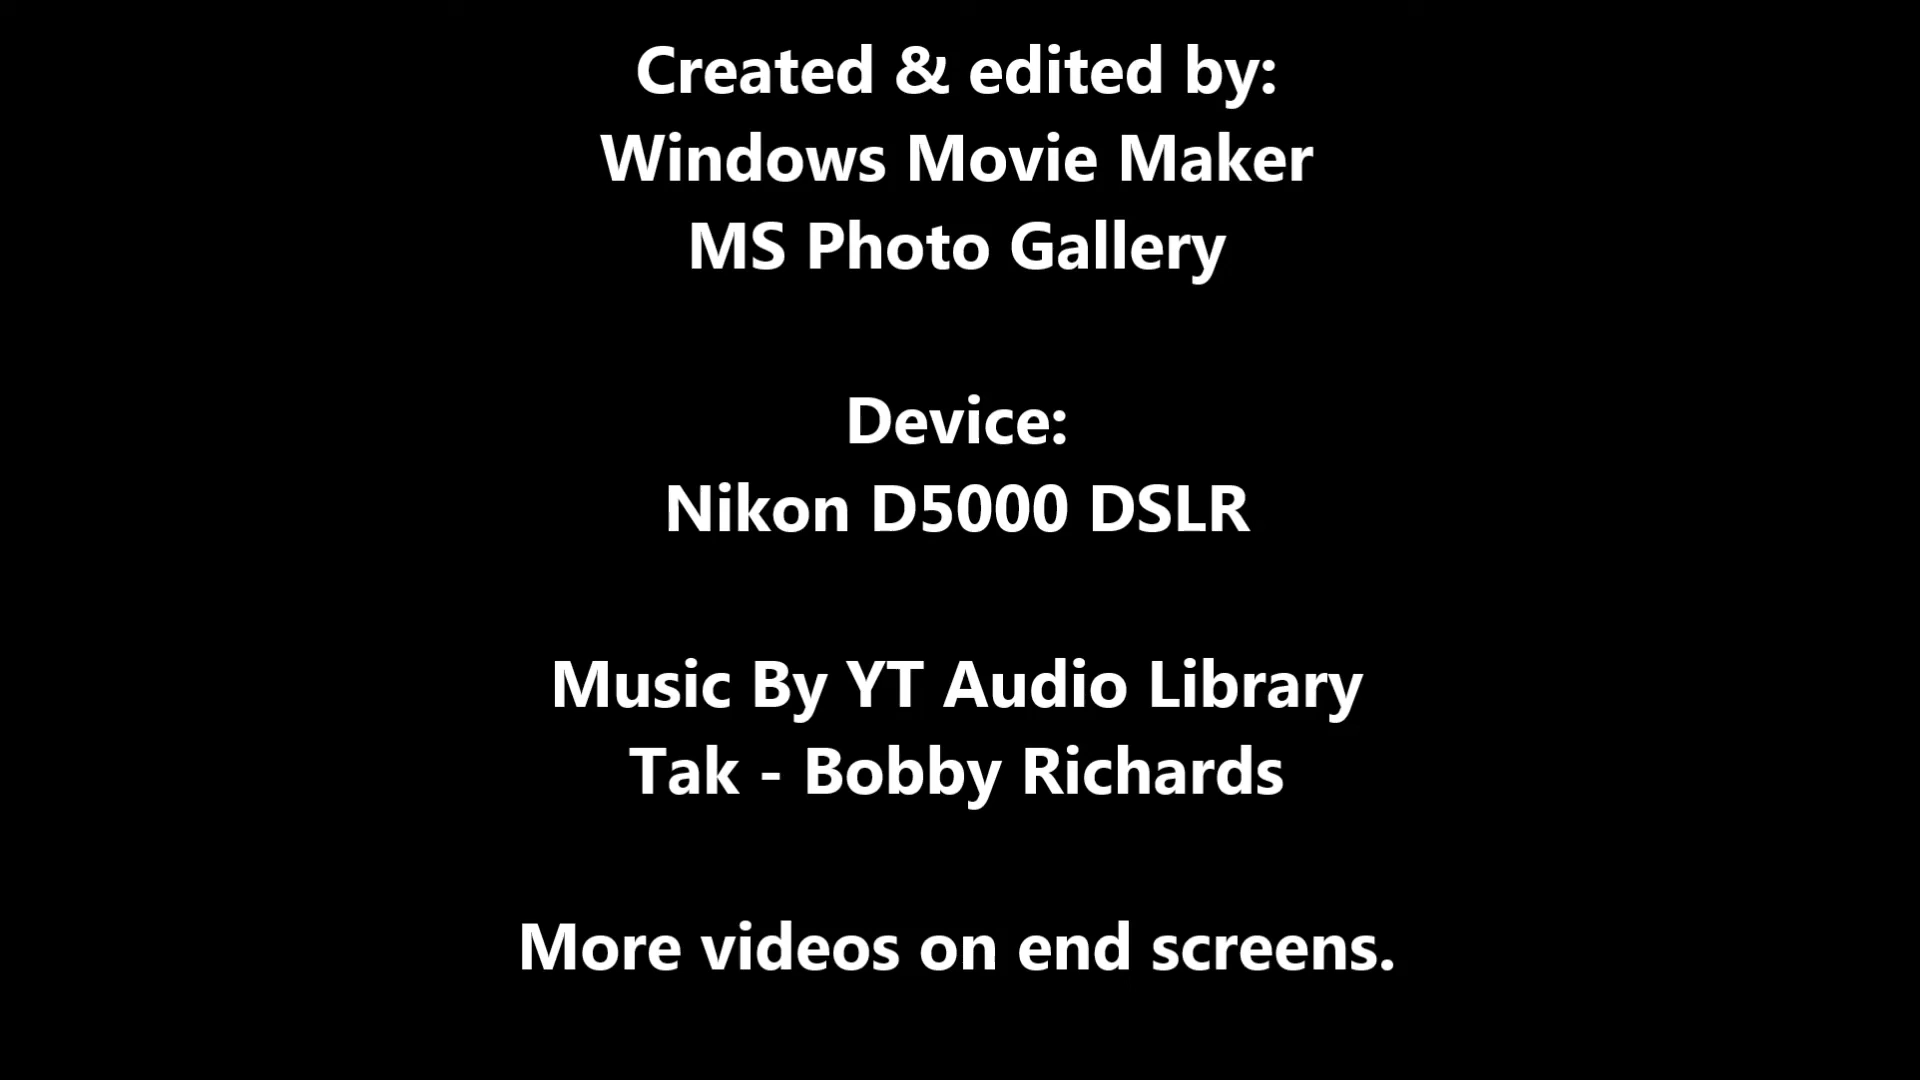 Created & edited by:
Windows Movie Maker
MS Photo Gallery
Device:
Nikon D5000 DSLR
Music By YT Audio Library
Tak - Bobby Richards
More videos on end screens.